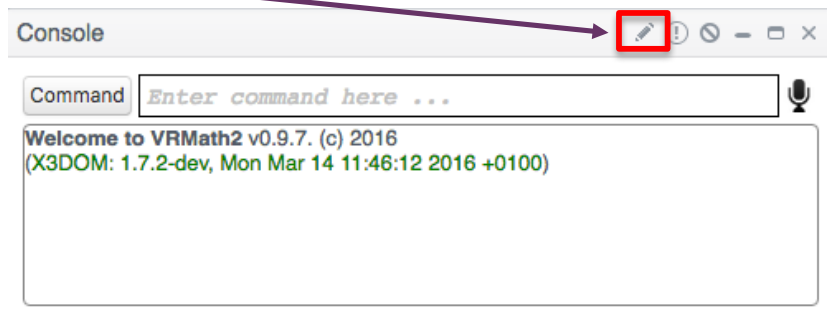 Console
Command Enter command here ...
Welcome to VRMath2 v0.9.7. (c) 2016
(X3DOM: 1.7.2-dev, Mon Mar 14 11:46:12 2016 +0100)